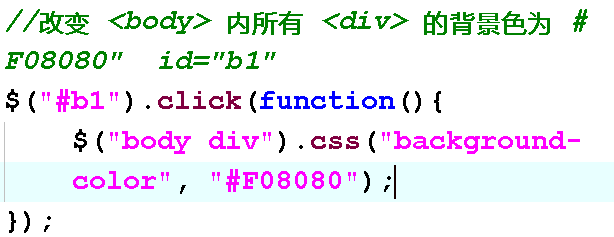 //改变 <body> 内所有 <div> 的背景色为 #
F08080"  id="b1"
$("#b1").click(function(){
    $("body div").css("background-
    color", "#F08080");
});